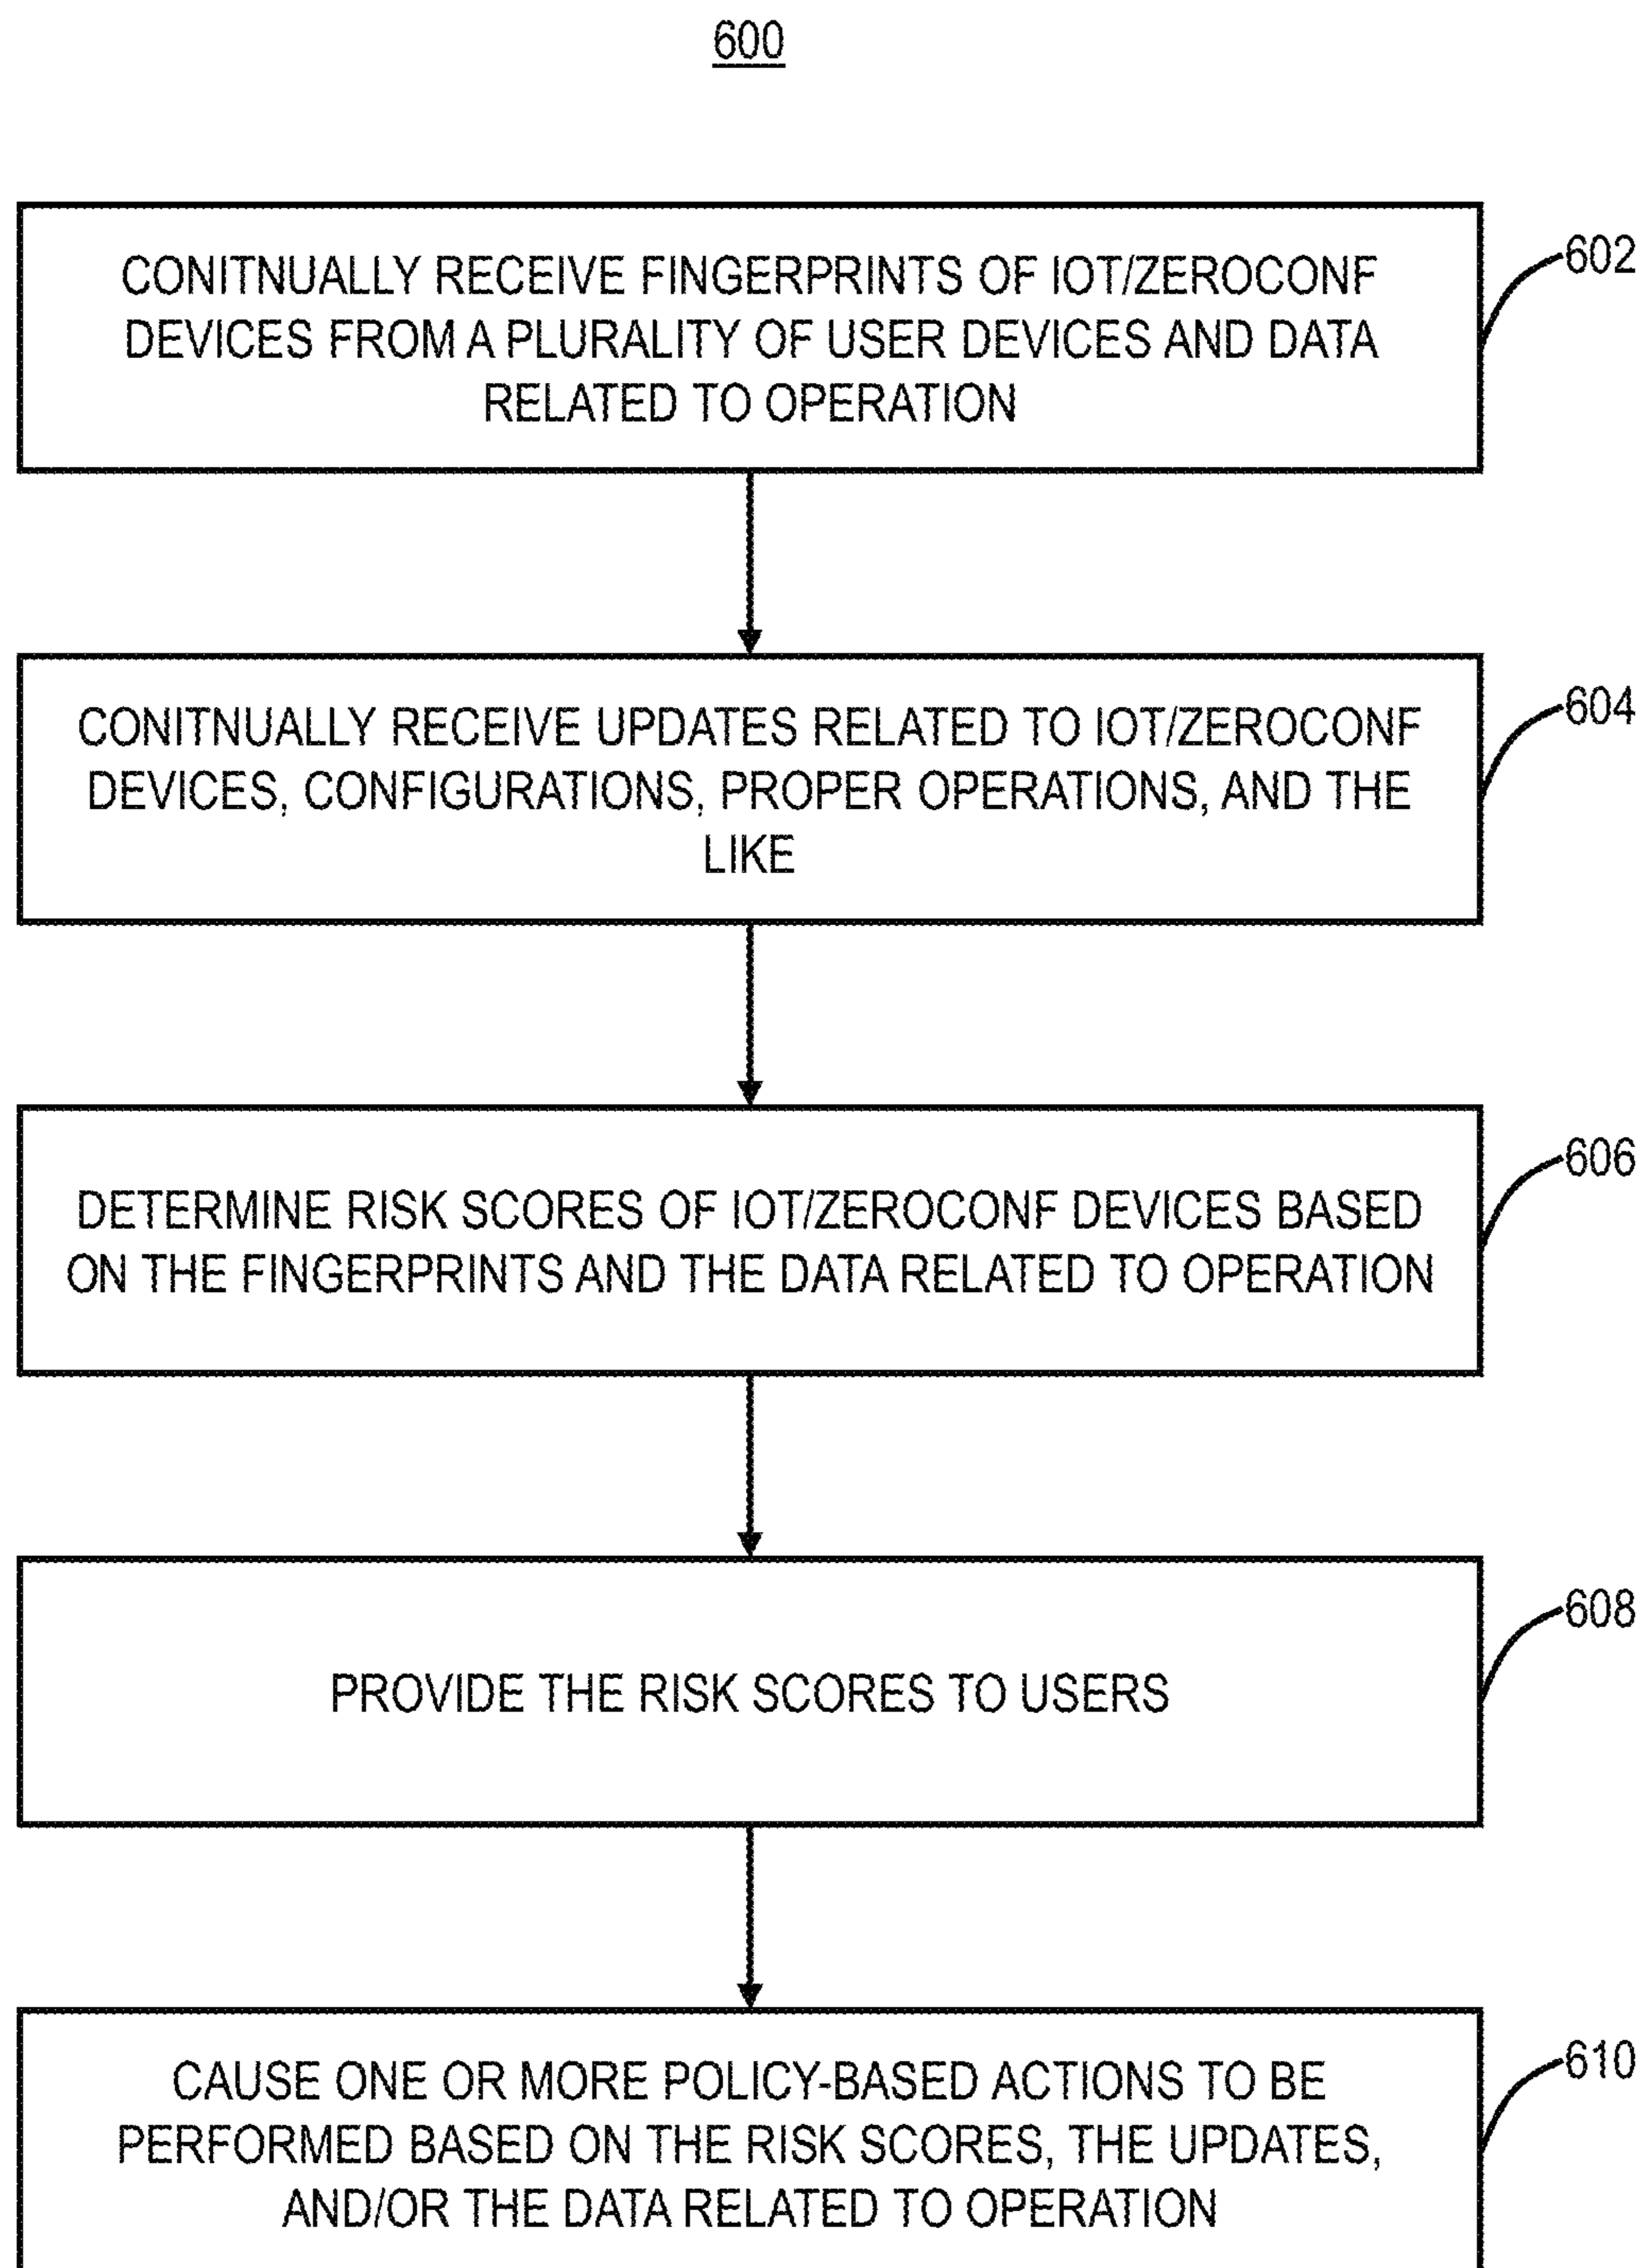 600
CONITNUALLY RECEIVE FINGERPRINTS OF IOT/ZEROCONF
DEVICES FROM A PLURALITY OF USER DEVICES AND DATA
RELATED TO OPERATION
602
CONITNUALLY RECEIVE UPDATES RELATED TO IOT/ZEROCONF
DEVICES, CONFIGURATIONS, PROPER OPERATIONS, AND THE
LIKE
604
DETERMINE RISK SCORES OF IOT/ZEROCONF DEVICES BASED
ON THE FINGERPRINTS AND THE DATA RELATED TO OPERATION
606
PROVIDE THE RISK SCORES TO USERS
608
CAUSE ONE OR MORE POLICY-BASED ACTIONS TO BE
PERFORMED BASED ON THE RISK SCORES, THE UPDATES,
AND/OR THE DATA RELATED TO OPERATION
610